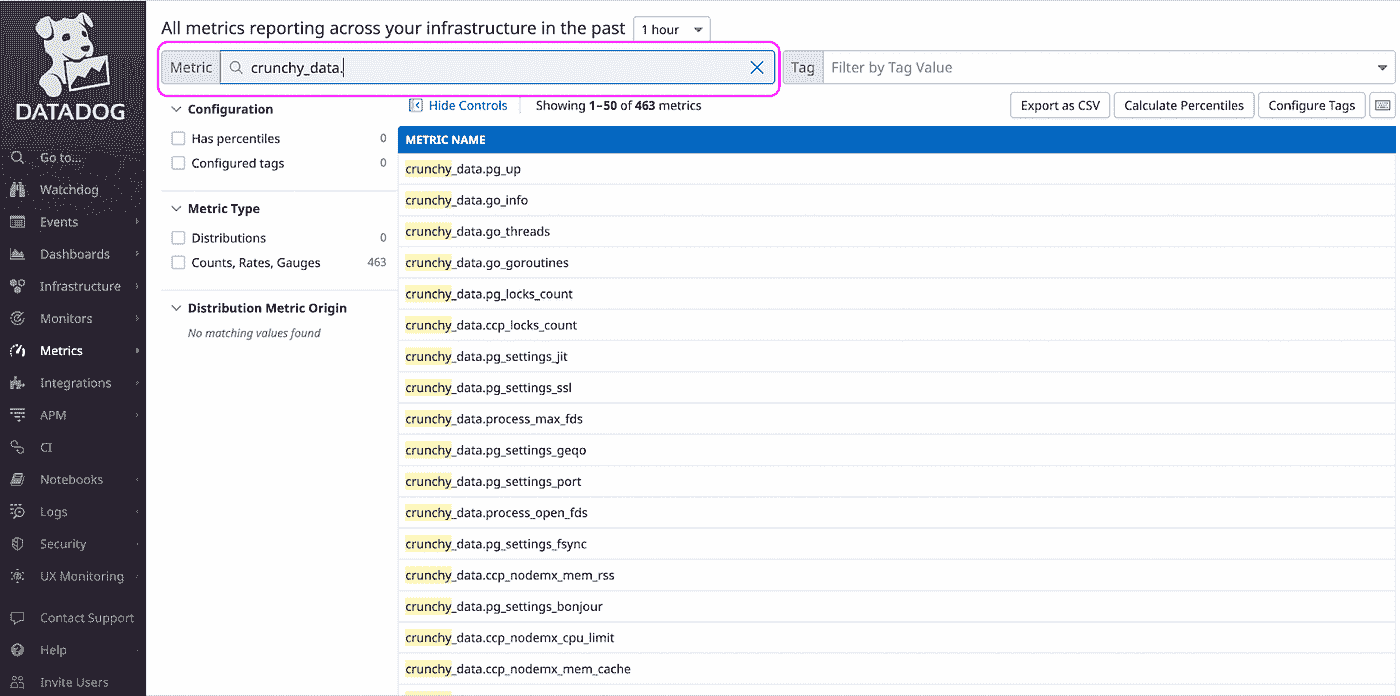 DATADOG
Go to...
Watchdog
Events
Dashboards
Infrastructure
Monitors
Metrics
Integrations
APM
CI
Notebooks
Logs
Security
UX Monitoring
Contact Support
Help
Invite Users
All metrics reporting across your infrastructure in the past 1 hour
Metric crunchy_data. Tag Filter by Tag Value
Configuration
Has percentiles 0
Configured tags 0
Metric Type
Distributions 0
Counts, Rates, Gauges 463
Distribution Metric Origin
No matching values found
Hide Controls Showing 1–50 of 463 metrics Export as CSV Calculate Percentiles Configure Tags
METRIC NAME
crunchy_data.pg_up
crunchy_data.go_info
crunchy_data.go_threads
crunchy_data.go_goroutines
crunchy_data.pg_locks_count
crunchy_data.ccp_locks_count
crunchy_data.pg_settings_jit
crunchy_data.pg_settings_ssl
crunchy_data.process_max_fds
crunchy_data.pg_settings_geqo
crunchy_data.pg_settings_port
crunchy_data.process_open_fds
crunchy_data.pg_settings_fsync
crunchy_data.ccp_nodemx_mem_rss
crunchy_data.pg_settings_bonjour
crunchy_data.ccp_nodemx_cpu_limit
crunchy_data.ccp_nodemx_mem_cache